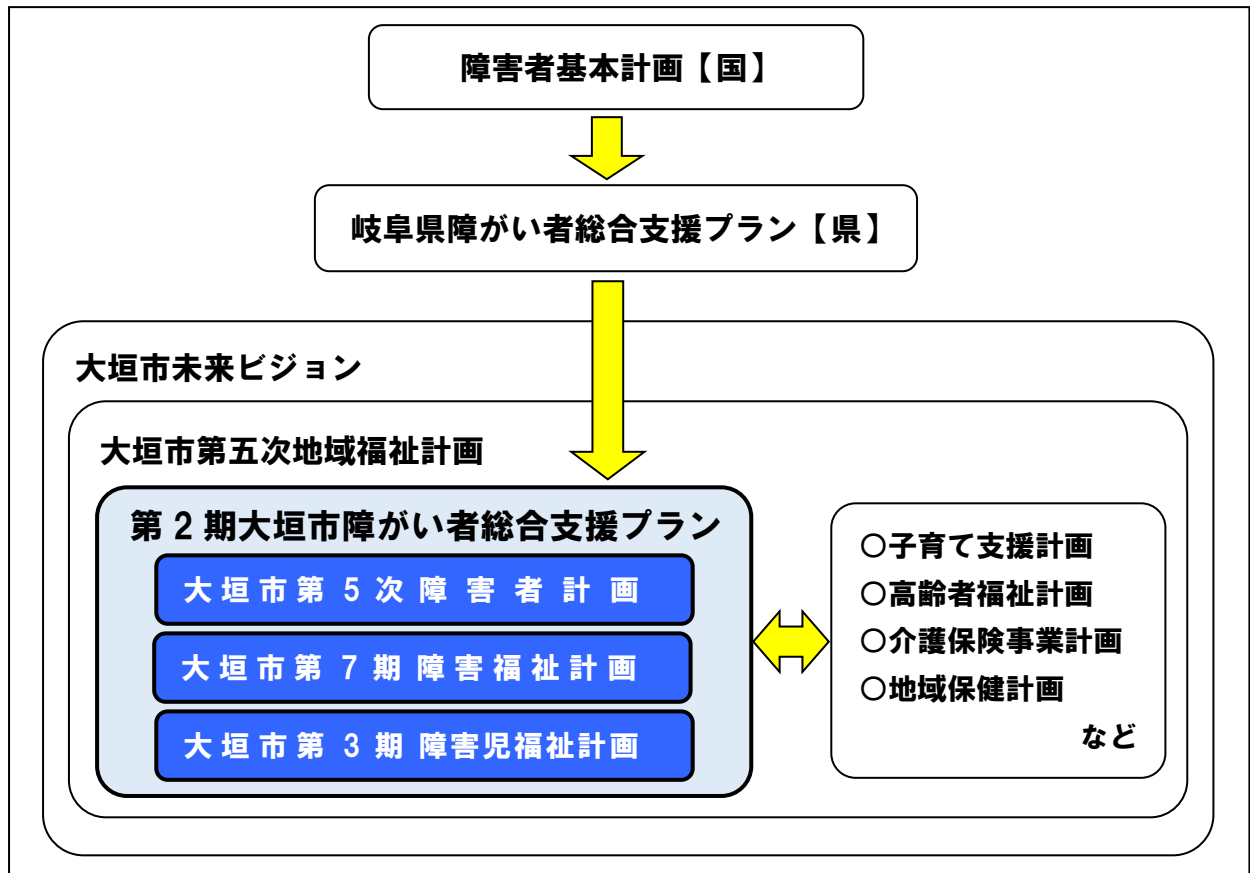 障害者基本計画【国】
岐阜県障がい者総合支援プラン【県】
大垣市未来ビジョン
大垣市第五次地域福祉計画
第2期大垣市障がい者総合支援プラン
大垣市第5次障害者計画
大垣市第7期障害福祉計画
大垣市第3期障害児福祉計画
○子育て支援計画
○高齢者福祉計画
○介護保険事業計画
○地域保健計画
など